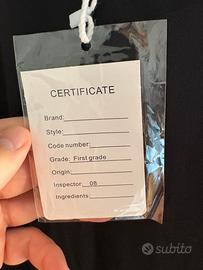 CERTIFICATE
Brand:
Style:
Code number:
Grade: First grade
Origin:
Inspector: 08
Ingredients:
subito